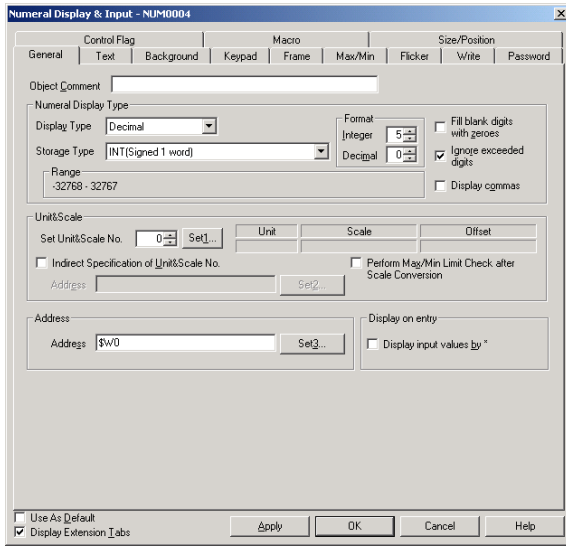 Numeral Display & Input - NUM0004
Control Flag Macro Size/Position
General Text Background Keypad Frame Max/Min Flicker Write Password
Object Comment
Numeral Display Type
Display Type Decimal
Storage Type INT(Signed 1 word)
Format
Integer 5
Decimal 0
Fill blank digits
with zeroes
Ignore exceeded
digits
Display commas
Range
-32768 - 32767
Unit&Scale
Set Unit&Scale No. 0 Set1...
Unit Scale Offset
Indirect Specification of Unit&Scale No.
Address Set2...
Perform Max/Min Limit Check after
Scale Conversion
Address
Address $W0 Set3...
Display on entry
Display input values by *
Use As Default
Display Extension Tabs
Apply OK Cancel Help